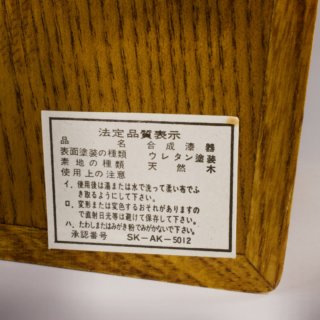 法定品質表示
品名 合成漆器
表面塗装の種類 ウレタン塗装
素地の種類 天然木
使用上の注意
イ.使用後は湯または水で洗って柔い布でふ
き取るようにして下さい。
ロ.変形または変色するおそれがありますの
で直射日光等は避けて保存して下さい。
ハ.たわしまたはみがき粉でみがかないで下さい。
承認番号 SK-AK-5012